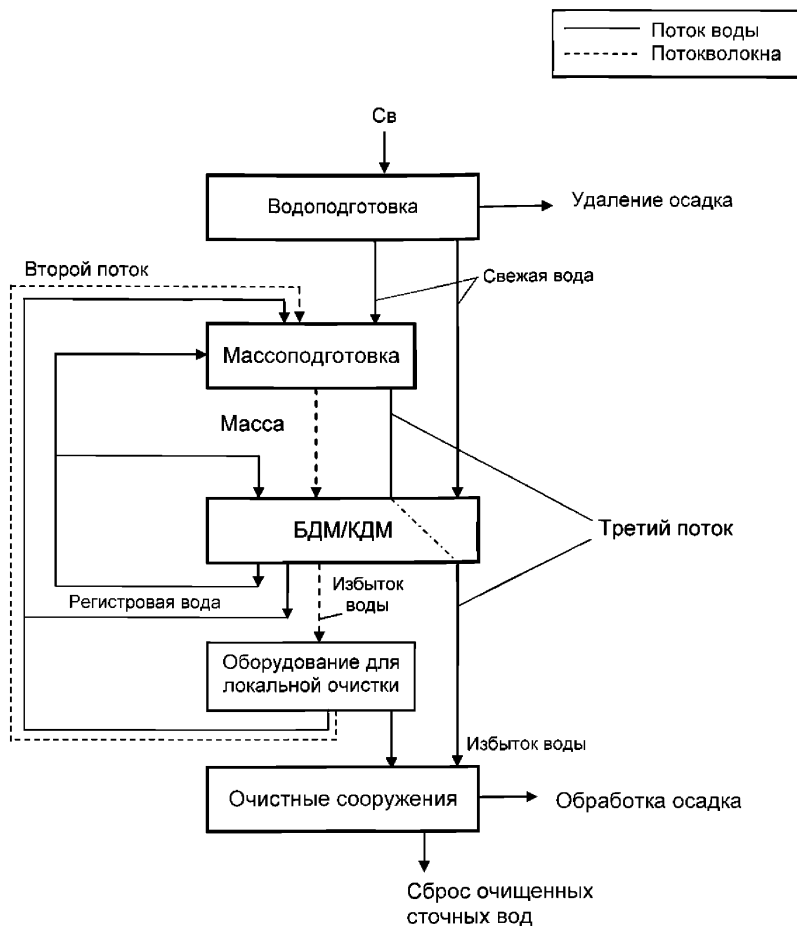 Поток воды
Потокволокна
Св
Водоподготовка
Удаление осадка
Второй поток
Свежая вода
Массоподготовка
Масса
БДМ/КДМ
Третий поток
Регистровая вода
Избыток
воды
Оборудование для
локальной очистки
Избыток воды
Очистные сооружения
Обработка осадка
Сброс очищенных
сточных вод